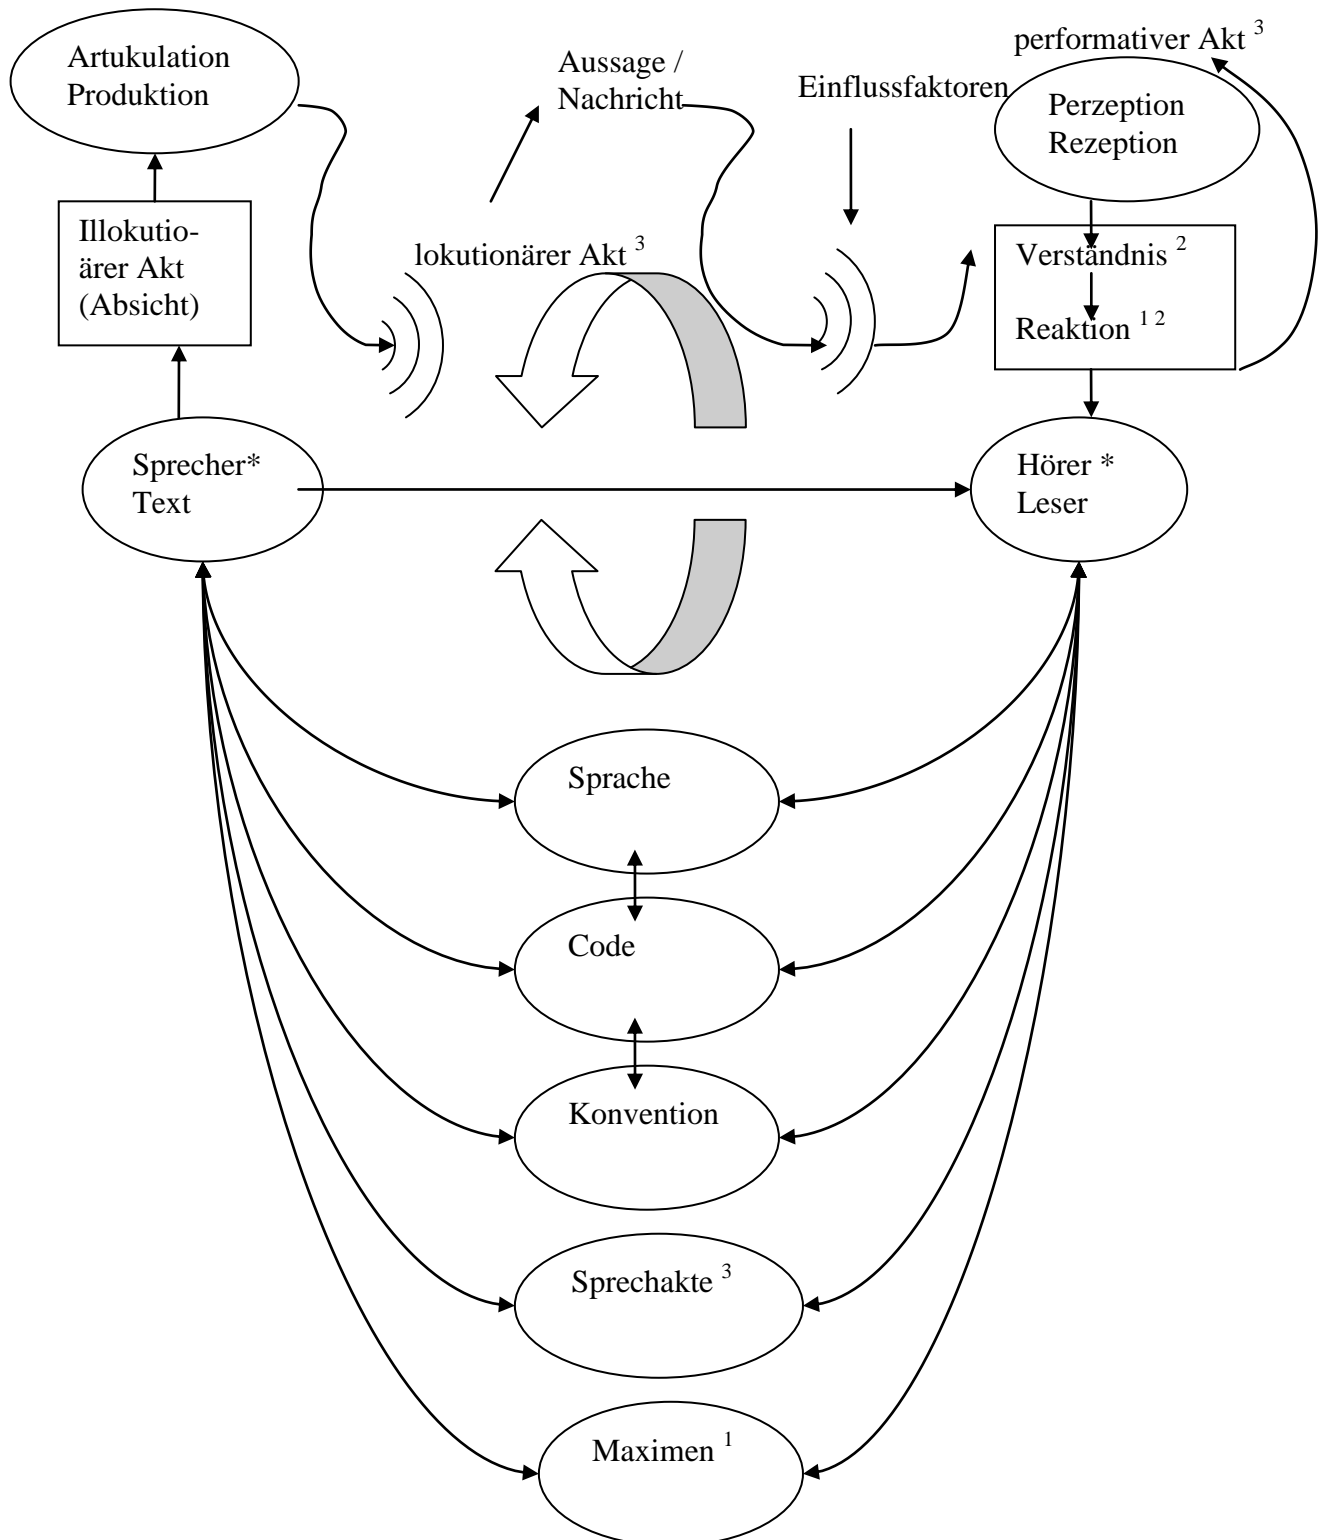 Artukulation
Produktion
Aussage /
Nachricht
Einflussfaktoren
performativer Akt 3
Perzeption
Rezeption
Illokutio-
ärer Akt
(Absicht)
lokutionärer Akt 3
Verständnis 2
Reaktion 1 2
Sprecher*
Text
Hörer *
Leser
Sprache
Code
Konvention
Sprechakte 3
Maximen 1